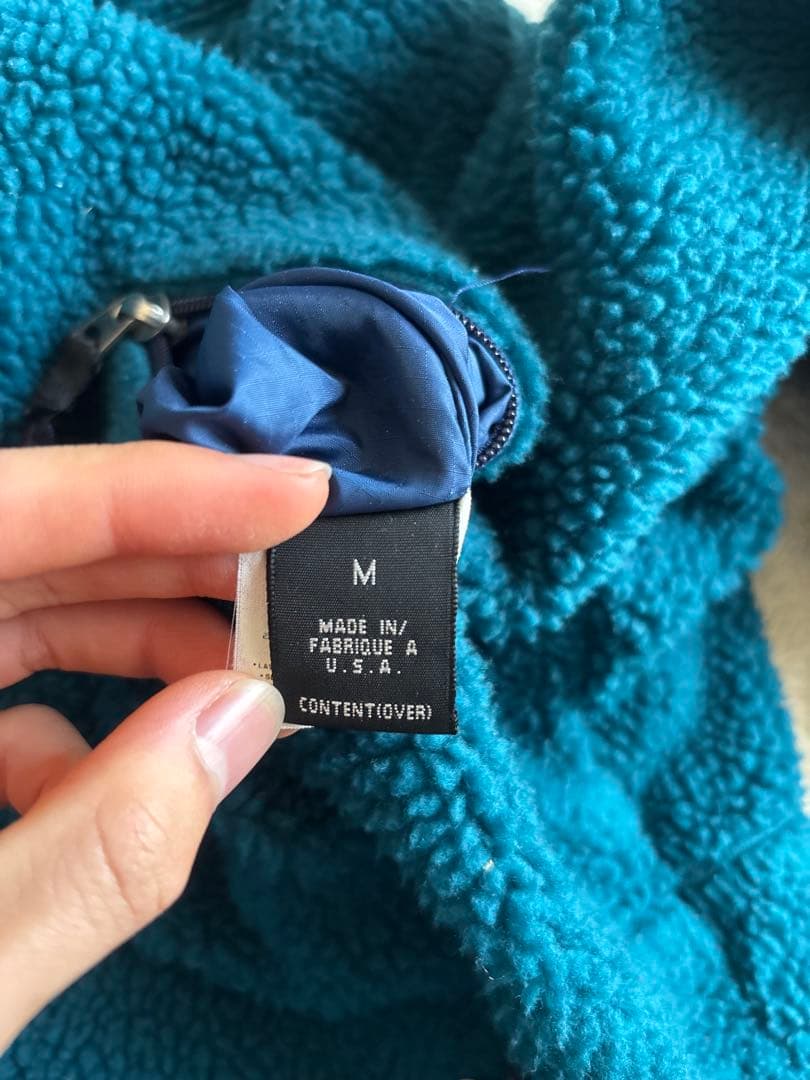 M
MADE IN/
FABRIQUE A
U.S.A.
CONTENT(OVER)